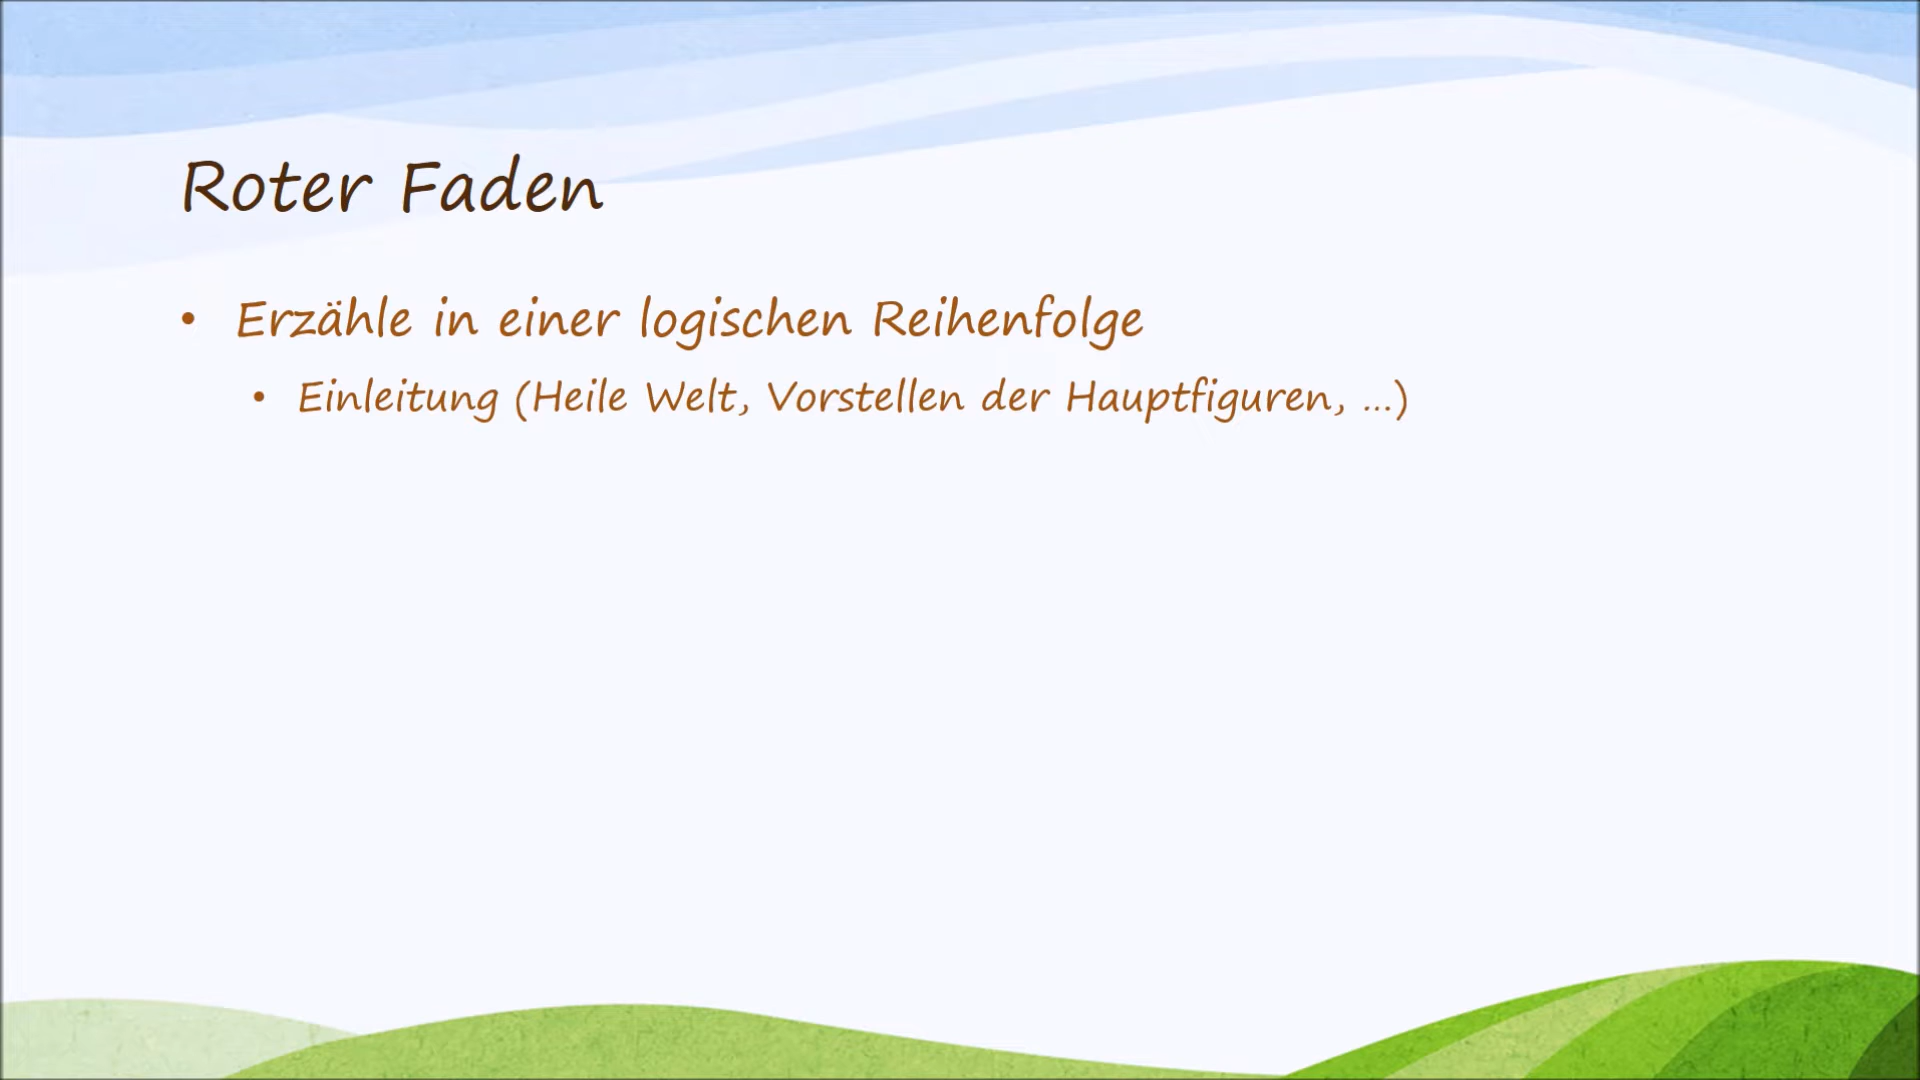 Roter Faden
• Erzähle in einer logischen Reihenfolge
• Einleitung (Heile Welt, Vorstellen der Hauptfiguren, ...)